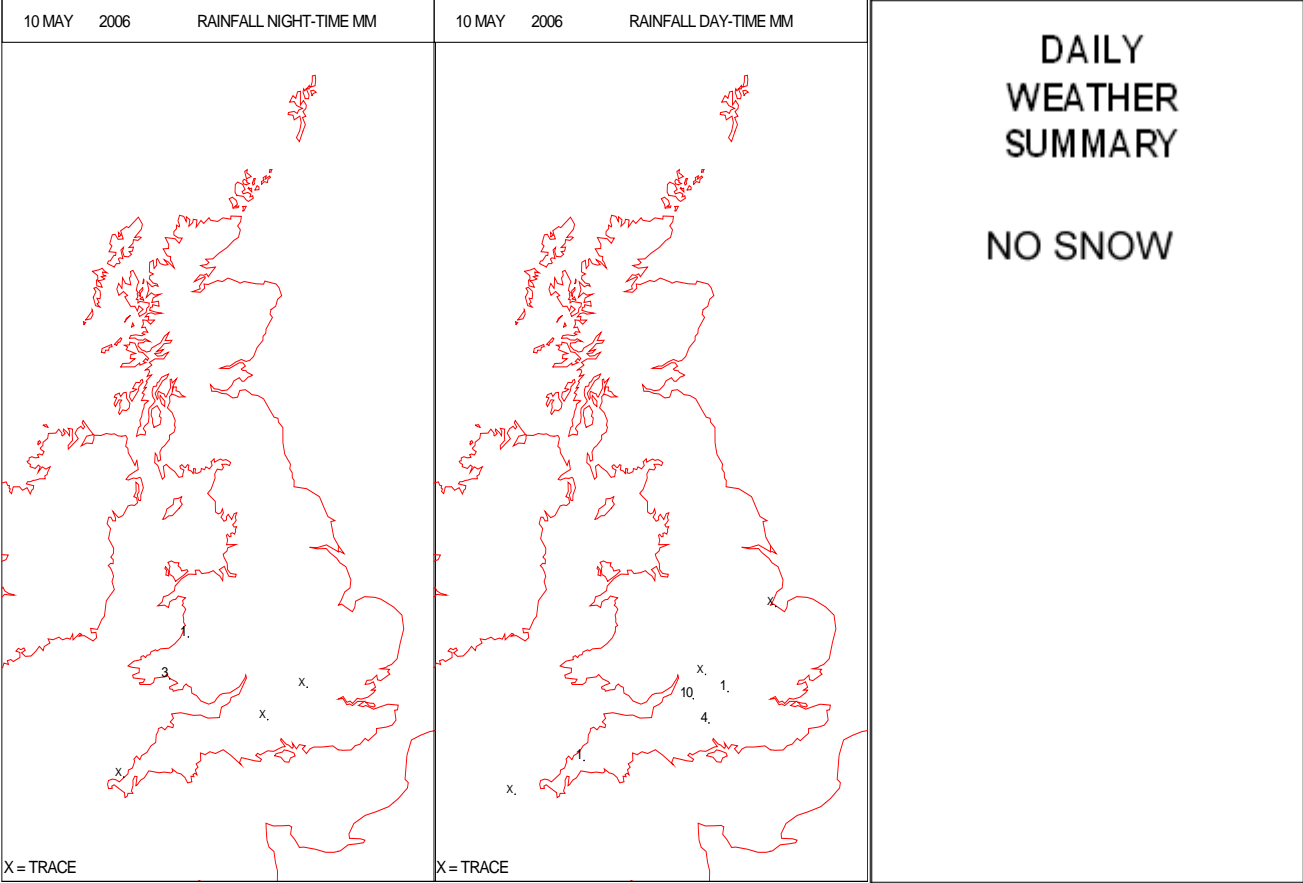 10 MAY 2006 RAINFALL NIGHT-TIME MM
1.
3.
X.
X.
X.
X = TRACE
10 MAY 2006 RAINFALL DAY-TIME MM
X.
X.
1.
10.
4.
1.
X.
X = TRACE
DAILY
WEATHER
SUMMARY
NO SNOW